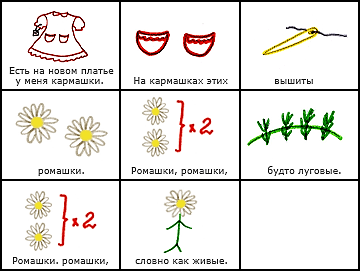 Есть на новом платье
у меня кармашки.
На кармашках этих
вышиты
ромашки.
x 2
Ромашки, ромашки,
будто луговые.
x 2
Ромашки. ромашки,
словно как живые.